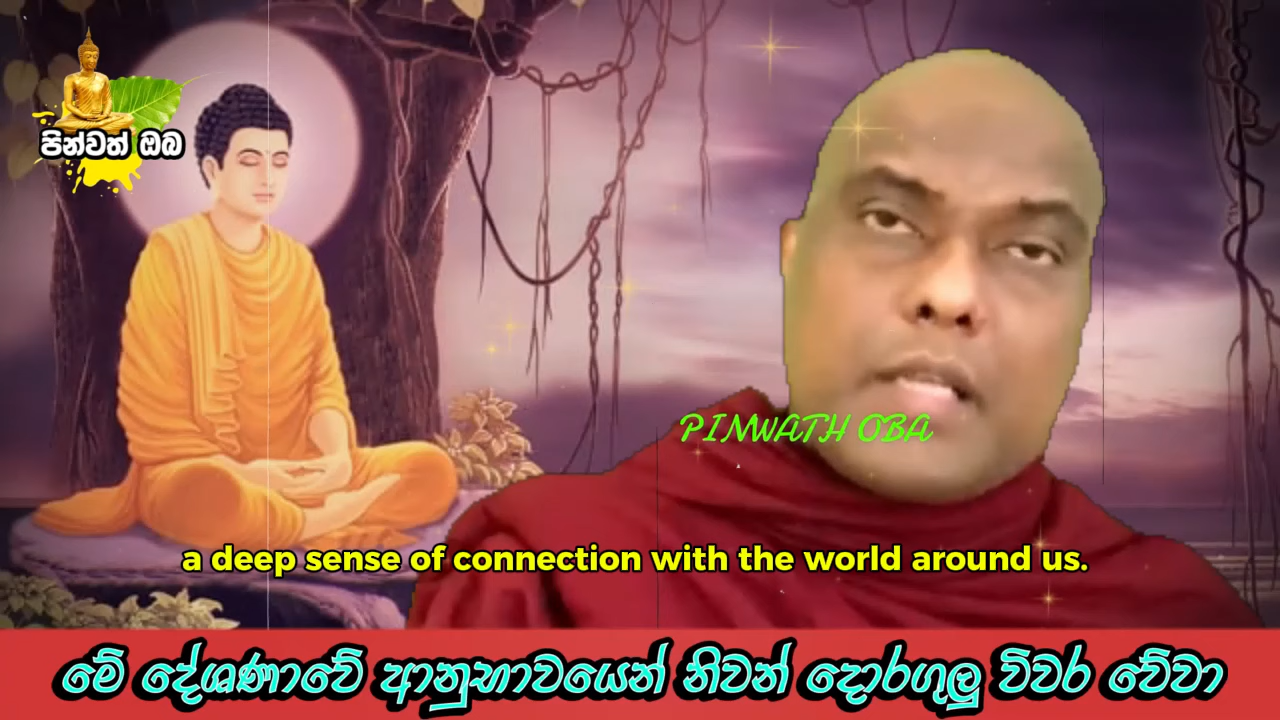 පින්වත් ඔබ
PINWATH OBA
a deep sense of connection with the world around us.
මේ දේශණාවේ ආනුභාවයෙන් නිවන් දොරගුලු විවර වේවා